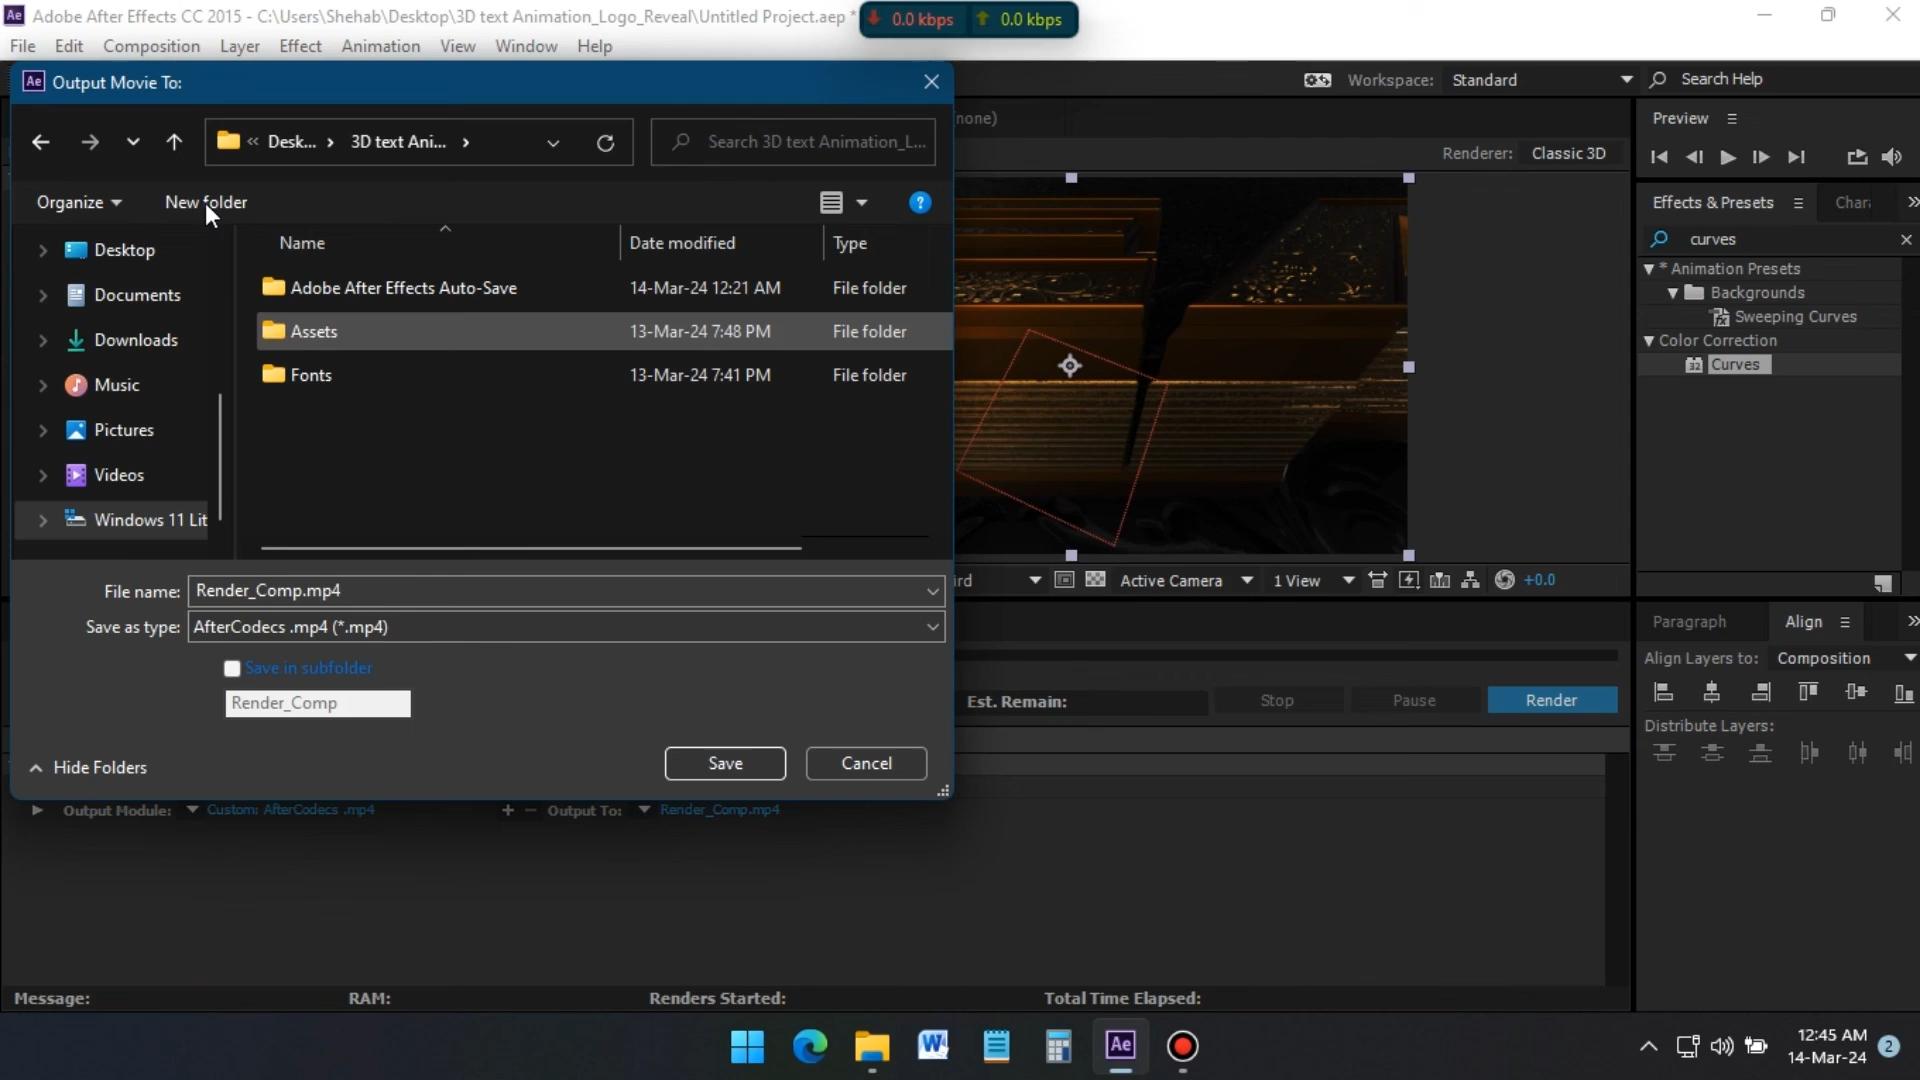 Adobe After Effects CC 2015 - C:\Users\Shehab\Desktop\3D text Animation_Logo_Reveal\Untitled Project.aep *
0.0 kbps 0.0 kbps
File Edit Composition Layer Effect Animation View Window Help
Output Movie To:
Workspace: Standard Search Help
« Desk... › 3D text Ani... › Search 3D text Animation_L...
(none)
Preview
Renderer: Classic 3D
Organize New folder
Effects & Presets Chara
Name Date modified Type
curves
Desktop
Documents
Downloads
Music
Pictures
Videos
Windows 11 Lit
Adobe After Effects Auto-Save 14-Mar-24 12:21 AM File folder
Assets 13-Mar-24 7:48 PM File folder
Fonts 13-Mar-24 7:41 PM File folder
* Animation Presets
Backgrounds
Sweeping Curves
Color Correction
32 Curves
File name: Render_Comp.mp4
Save as type: AfterCodecs .mp4 (*.mp4)
Save in subfolder
Render_Comp
Hide Folders Save Cancel
Active Camera 1 View +0.0
Paragraph Align
Align Layers to: Composition
Est. Remain: Stop Pause Render
Distribute Layers:
Output Module: Custom: AfterCodecs .mp4 + − Output To: Render_Comp.mp4
Message: RAM: Renders Started: Total Time Elapsed:
12:45 AM
14-Mar-24 2